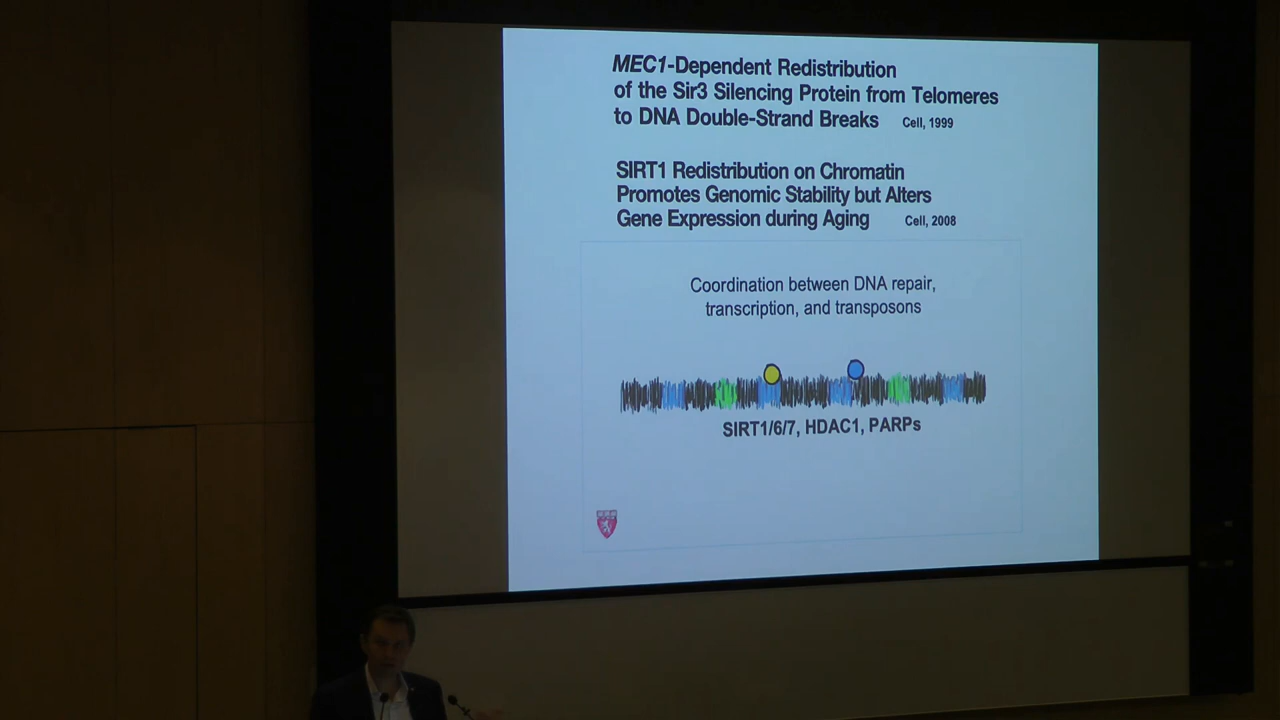 MEC1-Dependent Redistribution
of the Sir3 Silencing Protein from Telomeres
to DNA Double-Strand Breaks Cell, 1999
SIRT1 Redistribution on Chromatin
Promotes Genomic Stability but Alters
Gene Expression during Aging Cell, 2008
Coordination between DNA repair,
transcription, and transposons
SIRT1/6/7, HDAC1, PARPs